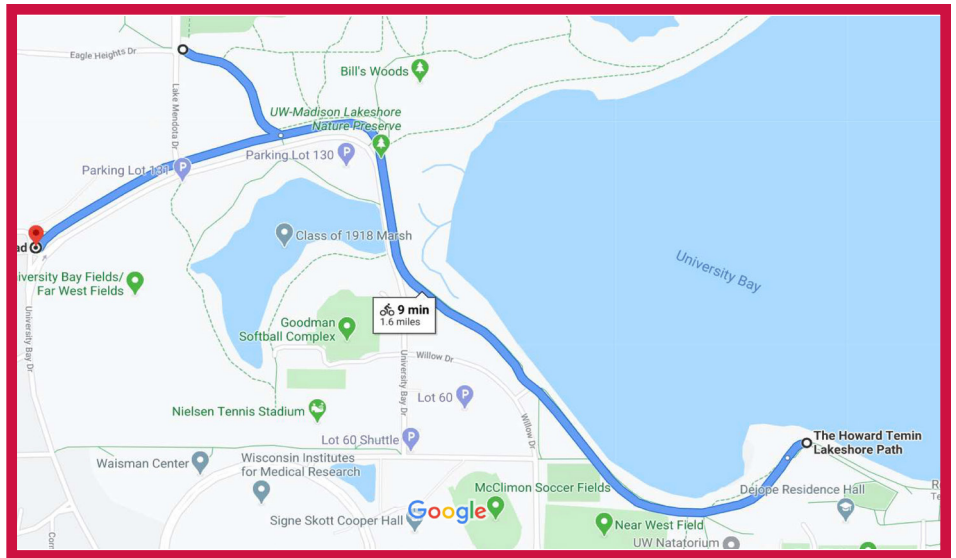 Eagle Heights Dr
Lake Mendota Dr
Bill's Woods
UW-Madison Lakeshore
Nature Preserve
Parking Lot 130
Parking Lot 131
Class of 1918 Marsh
University Bay
ad
iversity Bay Fields/
Far West Fields
University Bay Dr
9 min
1.6 miles
Goodman
Softball Complex
Willow Dr
University Bay Dr
Nielsen Tennis Stadium
Lot 60
Willow Dr
Lot 60 Shuttle
The Howard Temin
Lakeshore Path
Waisman Center
Wisconsin Institutes
for Medical Research
McClimon Soccer Fields
Dejope Residence Hall
Signe Skott Cooper Hall
Google
Near West Field
UW Natatorium